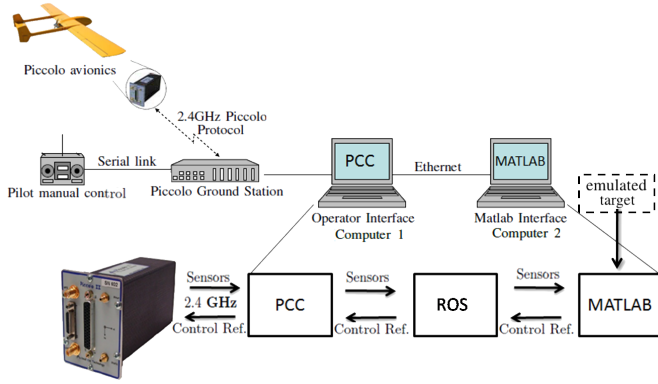 Piccolo avionics
2.4GHz Piccolo
Protocol
Serial link
Pilot manual control
Piccolo Ground Station
PCC
Ethernet
MATLAB
Operator Interface
Computer 1
Matlab Interface
Computer 2
emulated
target
Sensors
2.4 GHz
Control Ref.
PCC
Sensors
Control Ref.
ROS
Sensors
Control Ref.
MATLAB